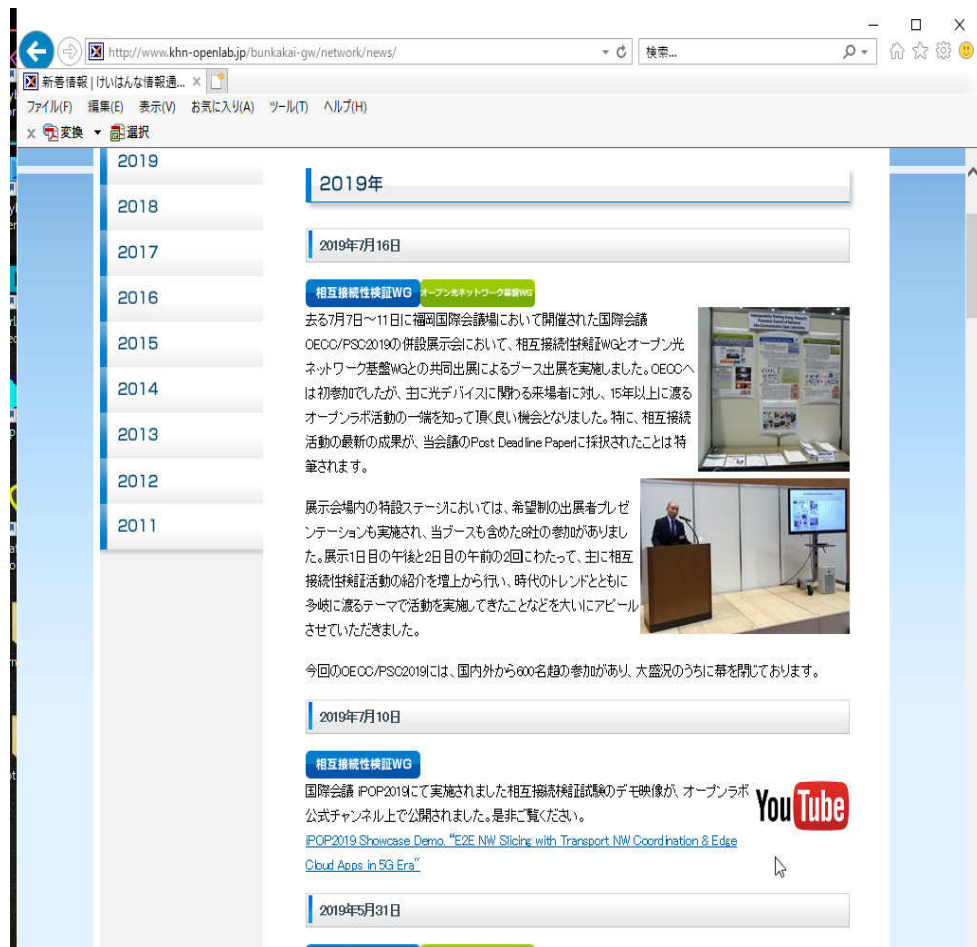 http://www.khn-openlab.jp/bunkakai-gw/network/news/
検索...
新着情報 | けいはんな情報通...
ファイル(F) 編集(E) 表示(V) お気に入り(A) ツール(T) ヘルプ(H)
x 変換 選択
2019
2018
2017
2016
2015
2014
2013
2012
2011
2019年
2019年7月16日
相互接続性検証WG オープン光ネットワーク基盤WG
去る7月7日～11日に福岡国際会議場において開催された国際会議
OECC/PSC2019の併設展示会において、相互接続性検証WGとオープン光
ネットワーク基盤WGとの共同出展によるブース出展を実施しました。OECCへ
は初参加でしたが、主に光デバイスに関わる来場者に対し、15年以上に渡る
オープンラボ活動の一端を知って頂く良い機会となりました。特に、相互接続
活動の最新の成果が、当会議のPost Deadline Paperに採択されたことは特
筆されます。
展示会場内の特設ステージにおいては、希望制の出展者プレゼ
ンテーションも実施され、当ブースも含めた8社の参加がありまし
た。展示1日目の午後と2日目の午前の2回にわたって、主に相互
接続性検証活動の紹介を壇上から行い、時代のトレンドとともに
多岐に渡るテーマで活動を実施してきたことなどを大いにアピール
させていただきました。
今回のOECC/PSC2019には、国内外から600名超の参加があり、大盛況のうちに幕を閉じております。
2019年7月10日
相互接続性検証WG
国際会議 iPOP2019にて実施されました相互接続検証試験のデモ映像が、オープンラボ
公式チャンネル上で公開されました。是非ご覧ください。
YouTube
iPOP2019 Showcase Demo. "E2E NW Slicing with Transport NW Coordination & Edge
Cloud Apps in 5G Era"
2019年5月31日